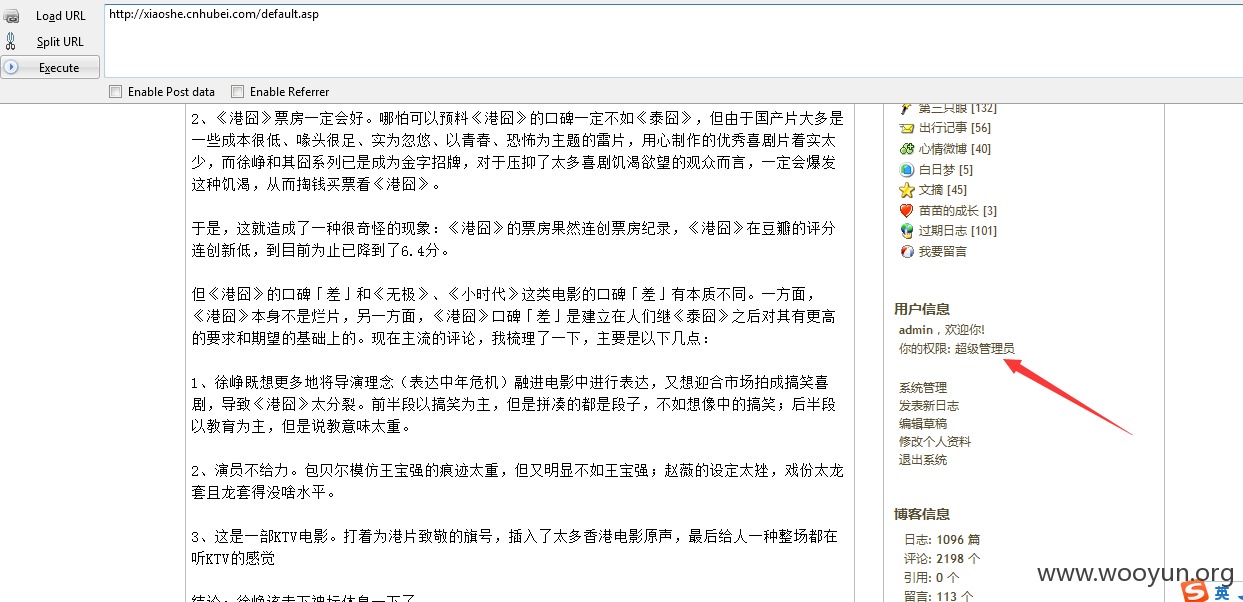 Load URL
Split URL
Execute
http://xiaoshe.cnhubei.com/default.asp
Enable Post data
Enable Referrer
2、《港囧》票房一定会好。哪怕可以预料《港囧》的口碑一定不如《泰囧》，但由于国产片大多是
一些成本很低、噱头很足、实为忽悠、以青春、恐怖为主题的雷片，用心制作的优秀喜剧片着实太
少，而徐峥和其囧系列已是成为金字招牌，对于压抑了太多喜剧饥渴欲望的观众而言，一定会爆发
这种饥渴，从而掏钱买票看《港囧》。
于是，这就造成了一种很奇怪的现象：《港囧》的票房果然连创票房纪录，《港囧》在豆瓣的评分
连创新低，到目前为止已降到了6.4分。
但《港囧》的口碑「差」和《无极》、《小时代》这类电影的口碑「差」有本质不同。一方面，
《港囧》本身不是烂片，另一方面，《港囧》口碑「差」是建立在人们继《泰囧》之后对其有更高
的要求和期望的基础上的。现在主流的评论，我梳理了一下，主要是以下几点：
1、徐峥既想更多地将导演理念（表达中年危机）融进电影中进行表达，又想迎合市场拍成搞笑喜
剧，导致《港囧》太分裂。前半段以搞笑为主，但是拼凑的都是段子，不如想像中的搞笑；后半段
以教育为主，但是说教意味太重。
2、演员不给力。包贝尔模仿王宝强的痕迹太重，但又明显不如王宝强；赵薇的设定太挫，戏份太龙
套且龙套得没啥水平。
3、这是一部KTV电影。打着为港片致敬的旗号，插入了太多香港电影原声，最后给人一种整场都在
听KTV的感觉
结论：徐峥该走下神坛休息一下了
第三只眼 [132]
出行记事 [56]
心情微博 [40]
白日梦 [5]
文摘 [45]
苗苗的成长 [3]
过期日志 [101]
我要留言
用户信息
admin，欢迎你!
你的权限: 超级管理员
系统管理
发表新日志
编辑草稿
修改个人资料
退出系统
博客信息
日志: 1096 篇
评论: 2198 个
引用: 0 个
留言: 113 个
www.wooyun.org
英